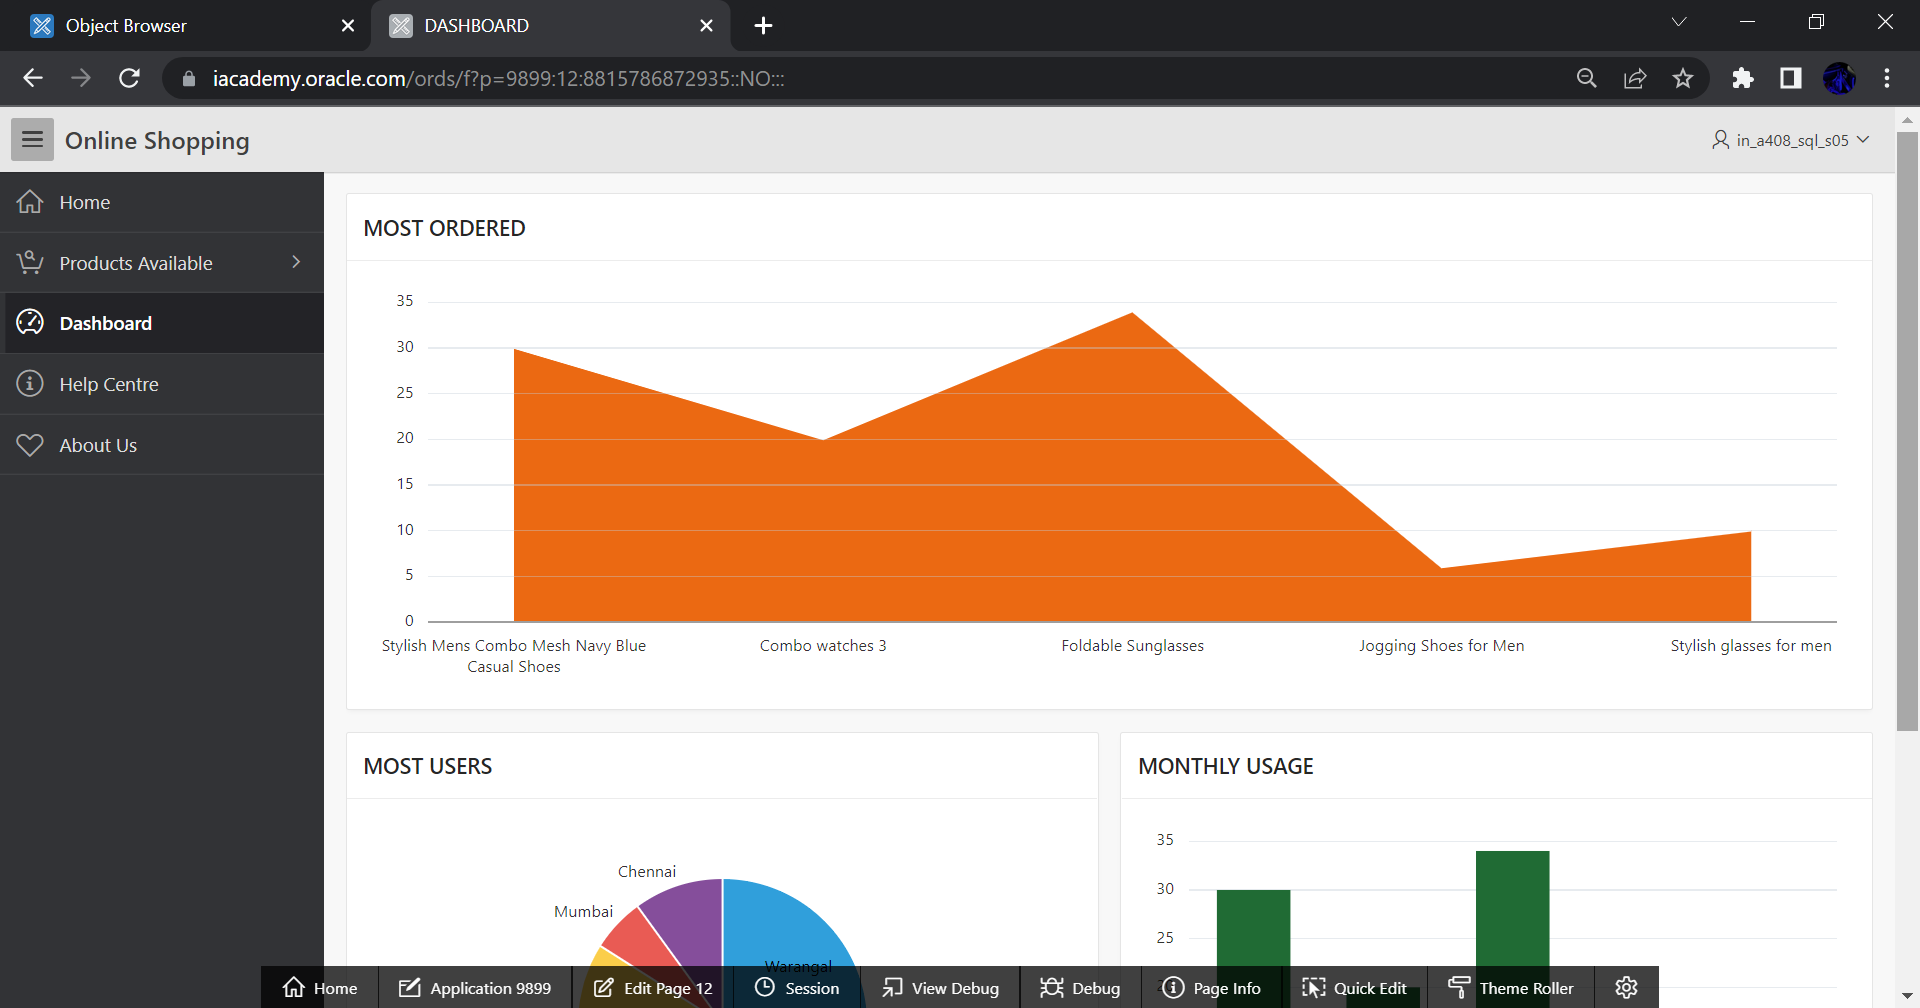 Object Browser
DASHBOARD
iacademy.oracle.com/ords/f?p=9899:12:8815786872935::NO:::
Online Shopping
in_a408_sql_s05
Home
Products Available
Dashboard
Help Centre
About Us
MOST ORDERED
35
30
25
20
15
10
5
0
Stylish Mens Combo Mesh Navy Blue
Casual Shoes
Combo watches 3
Foldable Sunglasses
Jogging Shoes for Men
Stylish glasses for men
MOST USERS
Chennai
Mumbai
Warangal
MONTHLY USAGE
35
30
25
Home
Application 9899
Edit Page 12
Session
View Debug
Debug
Page Info
Quick Edit
Theme Roller